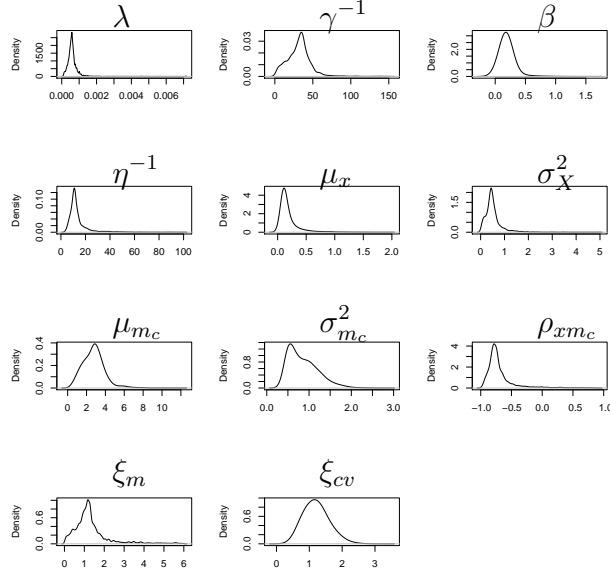 λ γ⁻¹ β
Density Density Density
0 1500 0.00 0.03 0.0 2.0
0.000 0.002 0.004 0.006 0 50 100 150 0.0 0.5 1.0 1.5
η⁻¹ μₓ σ²_X
Density Density Density
0.00 0.10 0 2 4 0.0 1.5
0 20 40 60 80 100 0.0 0.5 1.0 1.5 2.0 0 1 2 3 4 5
μ_{m_c} σ²_{m_c} ρ_{xm_c}
Density Density Density
0.0 0.2 0.4 0.0 0.8 0 2 4
0 2 4 6 8 10 0.0 1.0 2.0 3.0 −1.0 −0.5 0.0 0.5 1.0
ξ_m ξ_{cv}
Density Density
0.0 0.6 0.0 0.6
0 1 2 3 4 5 6 0 1 2 3